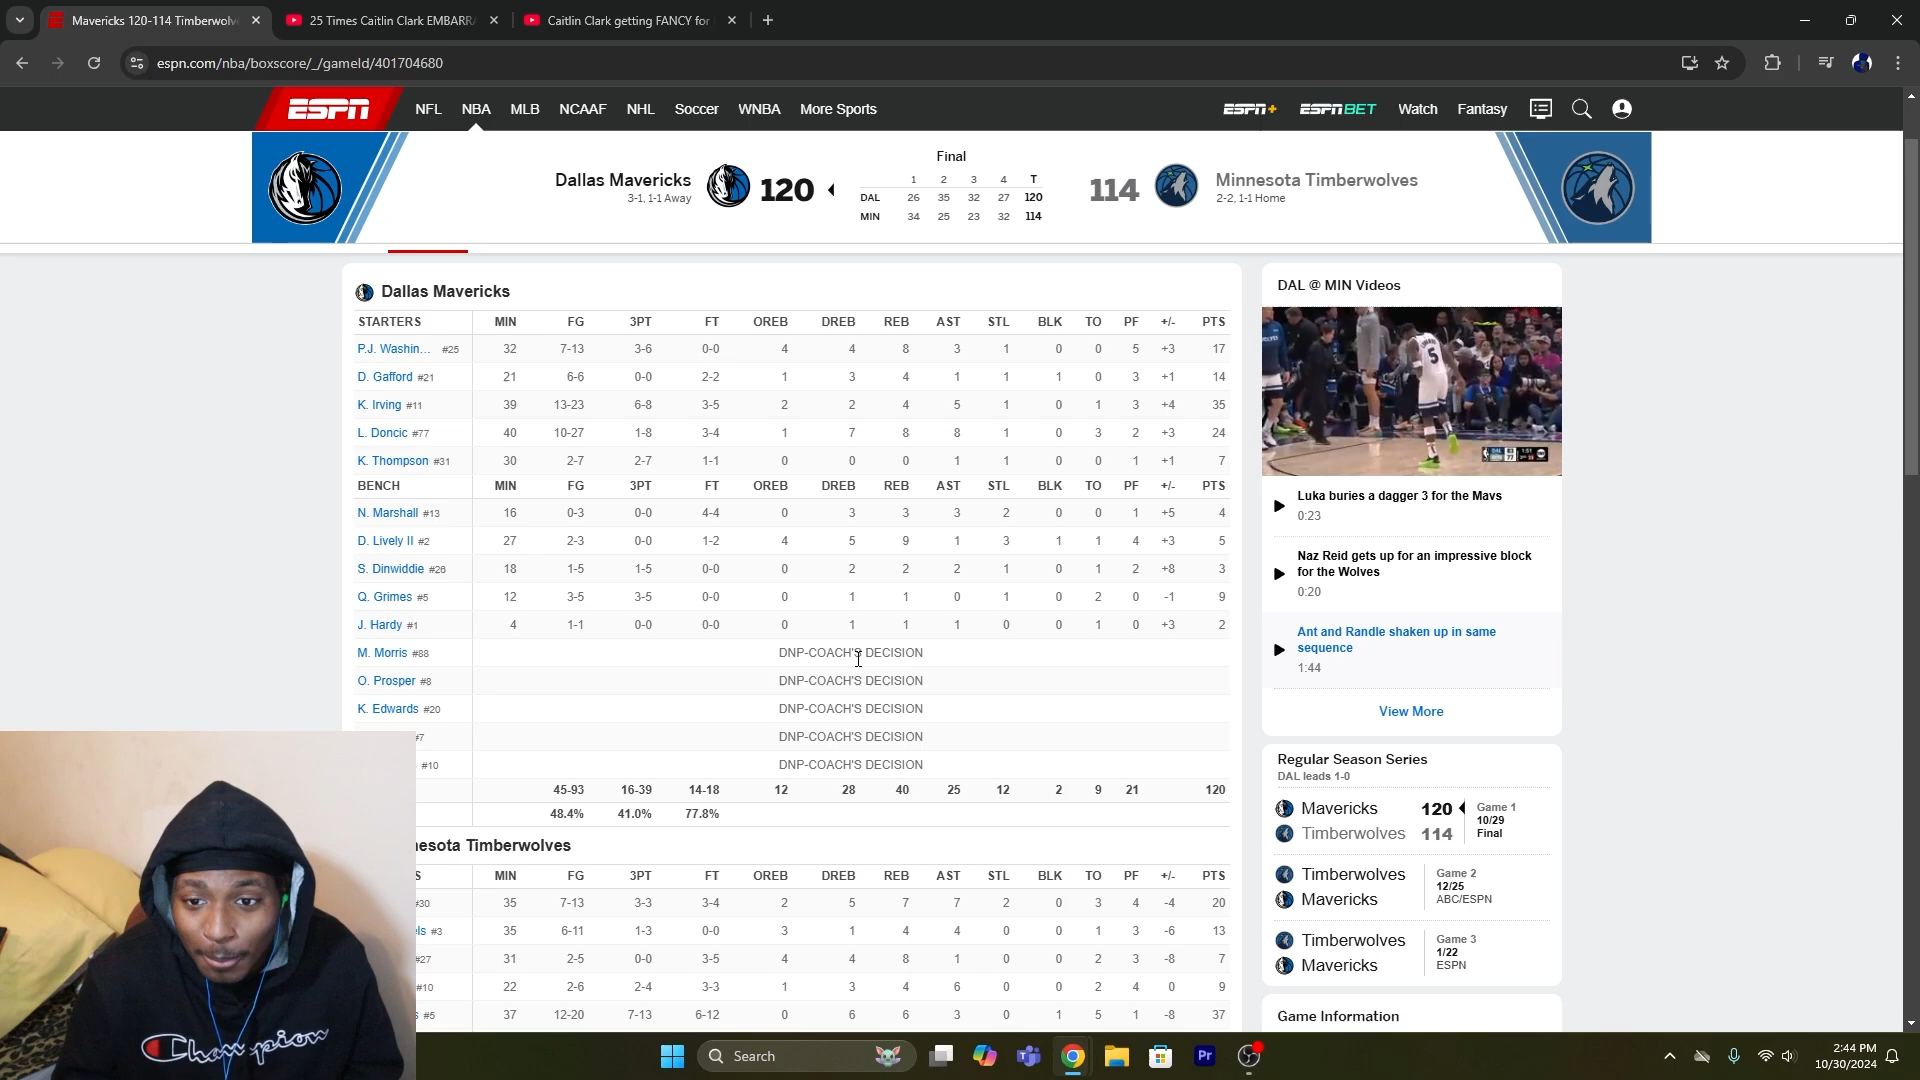 Mavericks 120-114 Timberwolve
25 Times Caitlin Clark EMBARRA
Caitlin Clark getting FANCY for
espn.com/nba/boxscore/_/gameId/401704680
ESPN NFL NBA MLB NCAAF NHL Soccer WNBA More Sports ESPN+ ESPN BET Watch Fantasy
Final
Dallas Mavericks 120
3-1, 1-1 Away
1 2 3 4 T
DAL 26 35 32 27 120
MIN 34 25 23 32 114
114 Minnesota Timberwolves
2-2, 1-1 Home
Dallas Mavericks
STARTERS MIN FG 3PT FT OREB DREB REB AST STL BLK TO PF +/- PTS
P.J. Washin... #25 32 7-13 3-6 0-0 4 4 8 3 1 0 0 5 +3 17
D. Gafford #21 21 6-6 0-0 2-2 1 3 4 1 1 1 0 3 +1 14
K. Irving #11 39 13-23 6-8 3-5 2 2 4 5 1 0 1 3 +4 35
L. Doncic #77 40 10-27 1-8 3-4 1 7 8 8 1 0 3 2 +3 24
K. Thompson #31 30 2-7 2-7 1-1 0 0 0 1 1 0 0 1 +1 7
BENCH MIN FG 3PT FT OREB DREB REB AST STL BLK TO PF +/- PTS
N. Marshall #13 16 0-3 0-0 4-4 0 3 3 3 2 0 0 1 +5 4
D. Lively II #2 27 2-3 0-0 1-2 4 5 9 1 3 1 1 4 +3 5
S. Dinwiddie #26 18 1-5 1-5 0-0 0 2 2 2 1 0 1 2 +8 3
Q. Grimes #5 12 3-5 3-5 0-0 0 1 1 0 1 0 2 0 -1 9
J. Hardy #1 4 1-1 0-0 0-0 0 1 1 1 0 0 1 0 +3 2
M. Morris #88 DNP-COACH'S DECISION
O. Prosper #8 DNP-COACH'S DECISION
K. Edwards #20 DNP-COACH'S DECISION
#7 DNP-COACH'S DECISION
#10 DNP-COACH'S DECISION
45-93 16-39 14-18 12 28 40 25 12 2 9 21 120
48.4% 41.0% 77.8%
nesota Timberwolves
S MIN FG 3PT FT OREB DREB REB AST STL BLK TO PF +/- PTS
#30 35 7-13 3-3 3-4 2 5 7 7 2 0 3 4 -4 20
els #3 35 6-11 1-3 0-0 3 1 4 4 0 0 1 3 -6 13
#27 31 2-5 0-0 3-5 4 4 8 1 0 0 2 3 -8 7
#10 22 2-6 2-4 3-3 1 3 4 6 0 0 2 4 0 9
s #5 37 12-20 7-13 6-12 0 6 6 3 0 1 5 1 -8 37
DAL @ MIN Videos
Luka buries a dagger 3 for the Mavs
0:23
Naz Reid gets up for an impressive block
for the Wolves
0:20
Ant and Randle shaken up in same
sequence
1:44
View More
Regular Season Series
DAL leads 1-0
Mavericks 120
Timberwolves 114
Game 1
10/29
Final
Timberwolves
Mavericks
Game 2
12/25
ABC/ESPN
Timberwolves
Mavericks
Game 3
1/22
ESPN
Game Information
Champion
Search
Pr
2:44 PM
10/30/2024